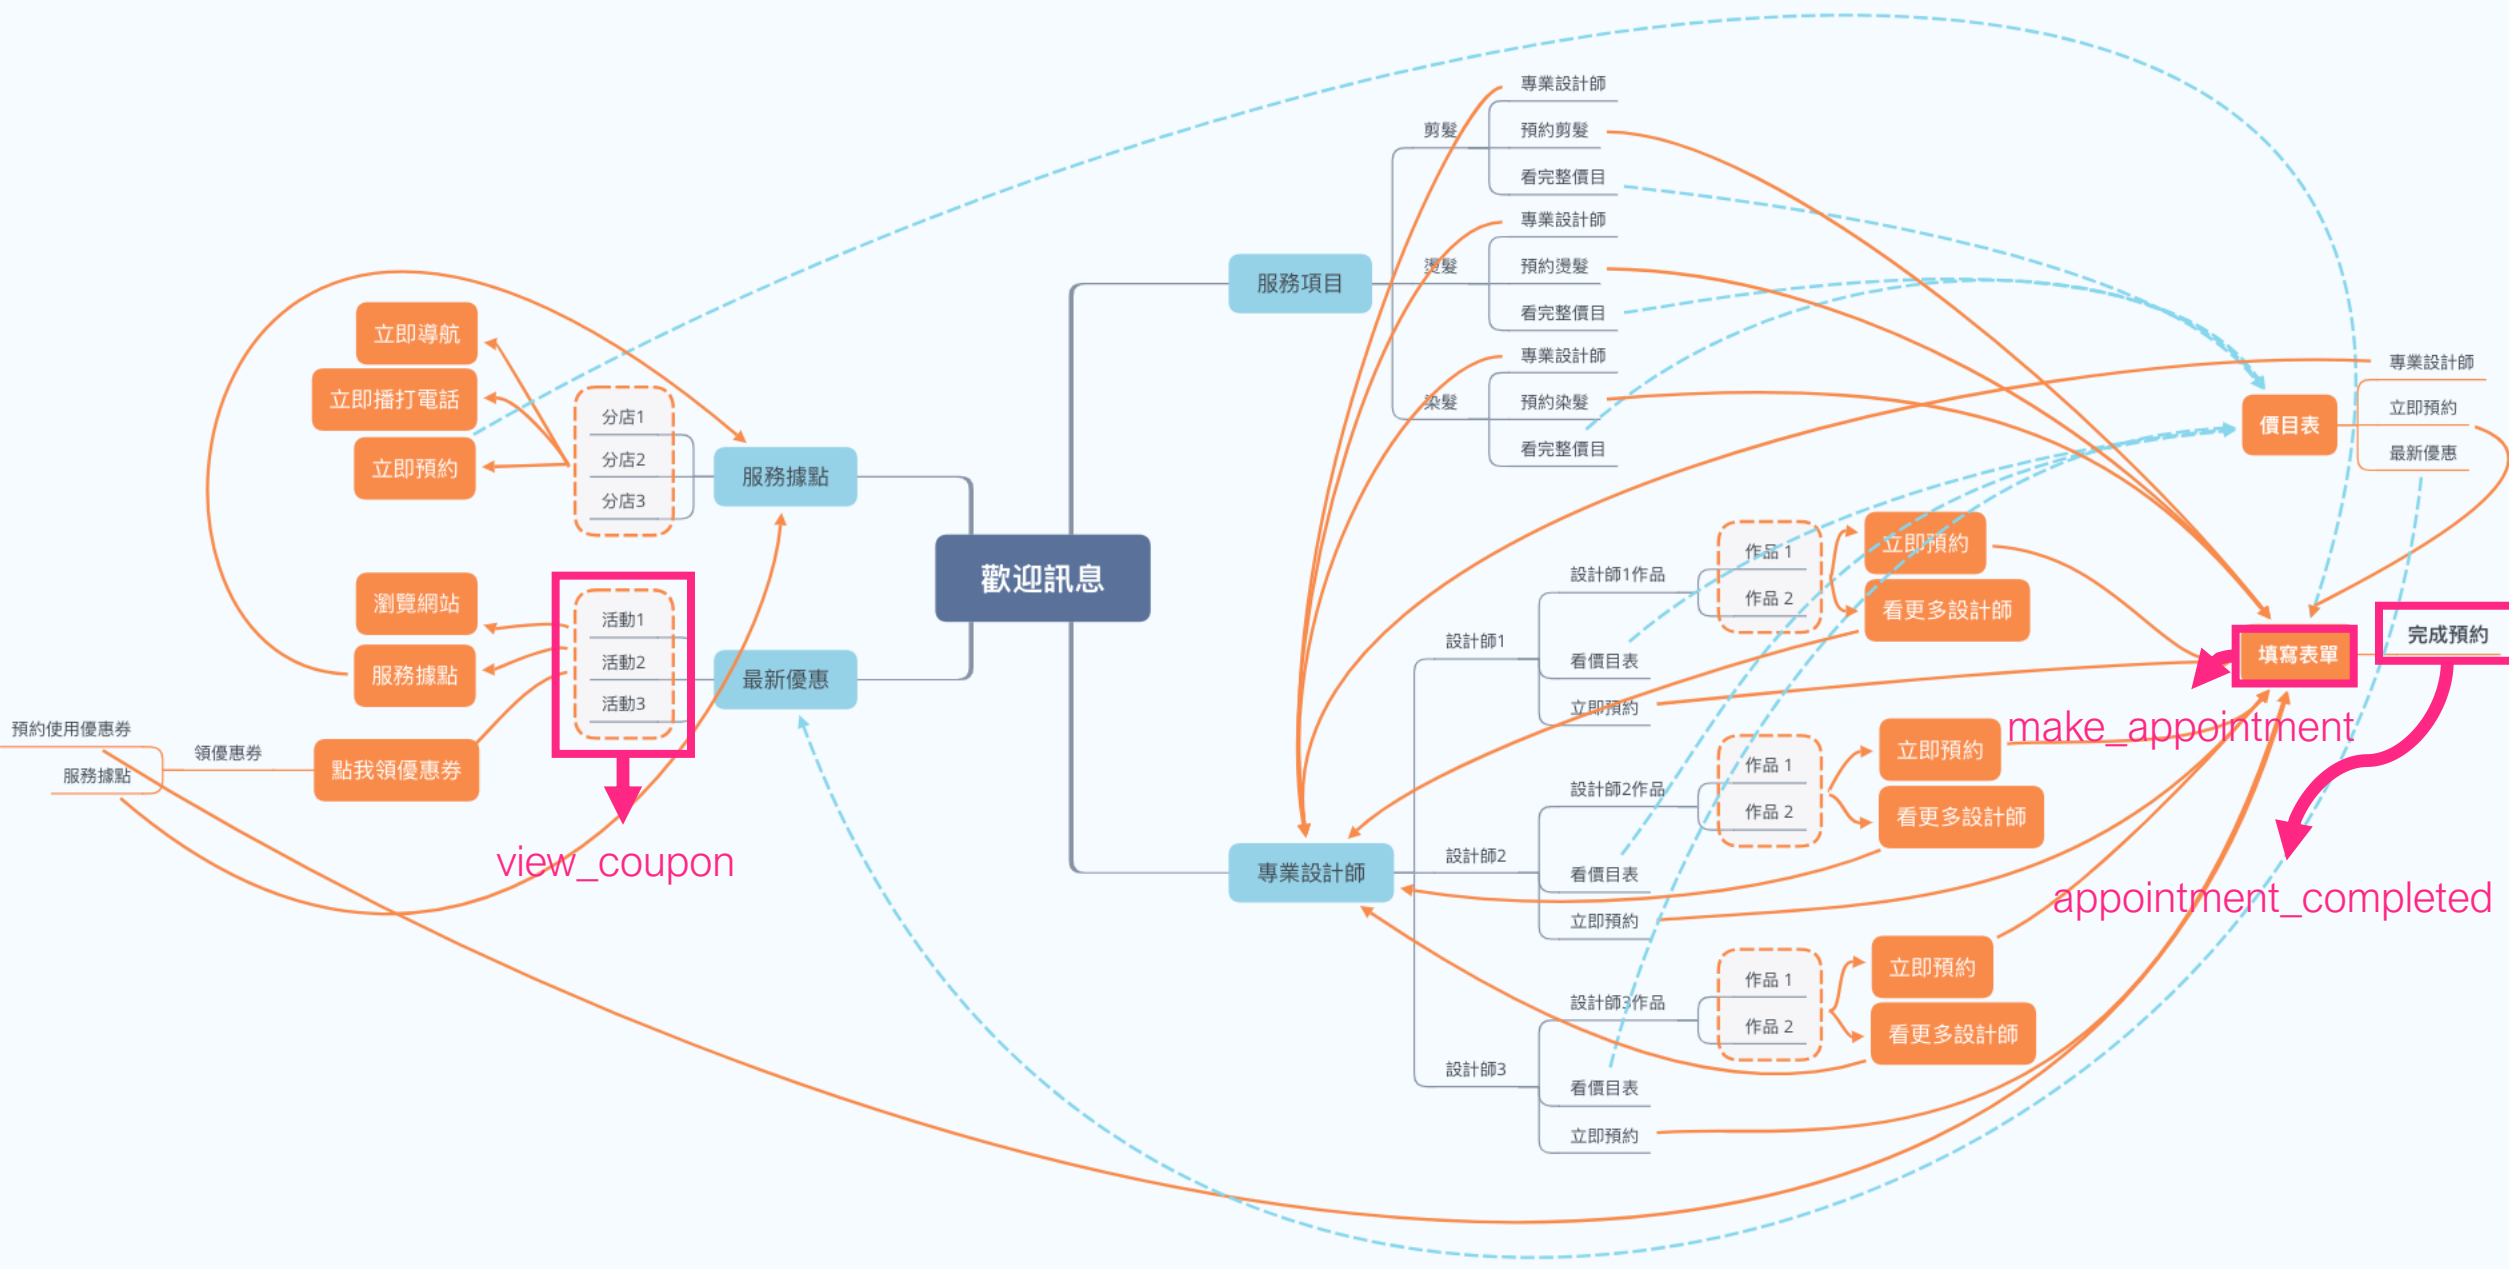 歡迎訊息
服務項目
剪髮
專業設計師
預約剪髮
看完整價目
燙髮
專業設計師
預約燙髮
看完整價目
染髮
專業設計師
預約染髮
看完整價目
價目表
專業設計師
立即預約
最新優惠
專業設計師
設計師1
設計師1作品
作品 1
作品 2
立即預約
看更多設計師
看價目表
立即預約
設計師2
設計師2作品
作品 1
作品 2
立即預約
看更多設計師
看價目表
立即預約
設計師3
設計師3作品
作品 1
作品 2
立即預約
看更多設計師
看價目表
立即預約
填寫表單
完成預約
make_appointment
appointment_completed
服務據點
分店1
分店2
分店3
立即導航
立即播打電話
立即預約
最新優惠
活動1
活動2
活動3
瀏覽網站
服務據點
點我領優惠券
領優惠券
預約使用優惠券
服務據點
view_coupon